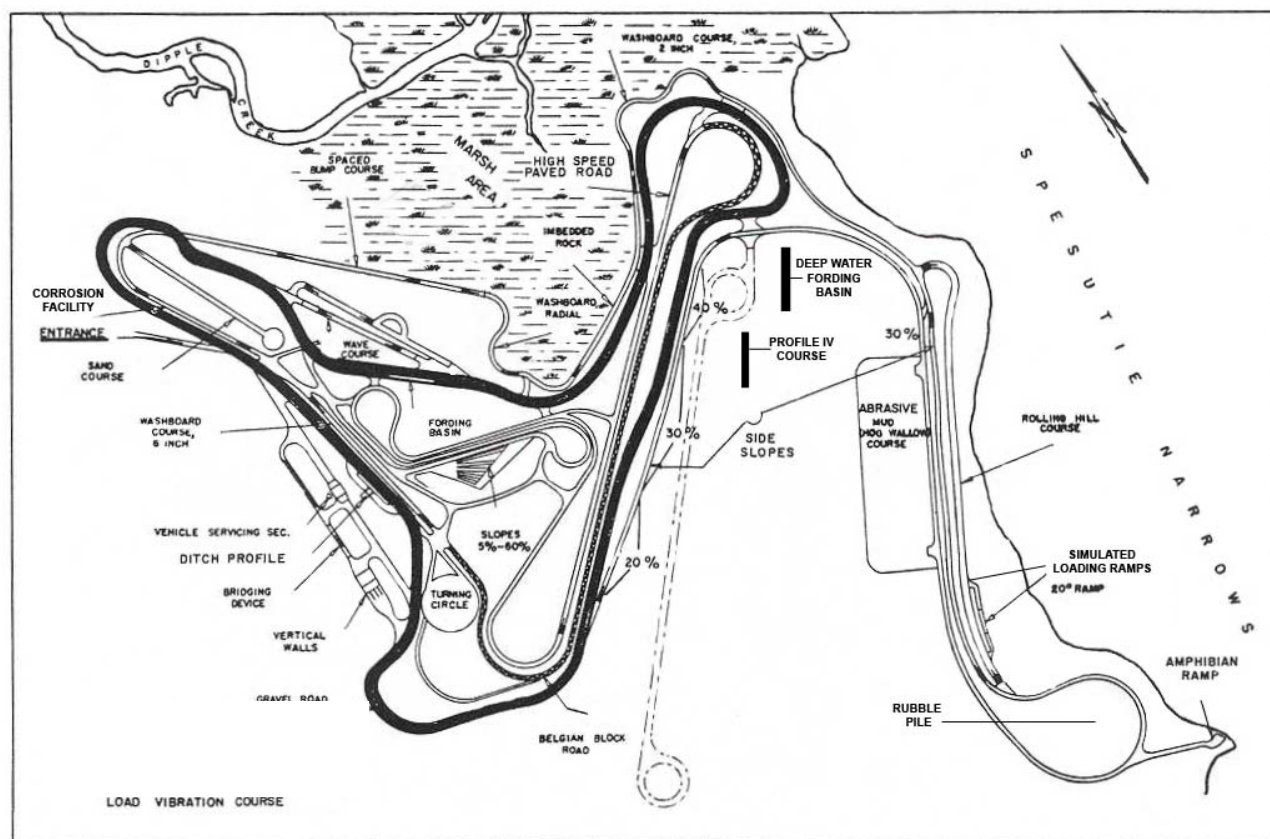 WASHBOARD COURSE,
2 INCH
DIPPLE
CREEK
MARSH
AREA
SPACED
BUMP COURSE
HIGH SPEED
PAVED ROAD
IMBEDDED
ROCK
WASHBOARD
RADIAL
SPESUTIE NARROWS
DEEP WATER
FORDING
BASIN
PROFILE IV
COURSE
40 %
30 %
CORROSION
FACILITY
ENTRANCE
SAND
COURSE
WAVE
COURSE
FORDING
BASIN
WASHBOARD
COURSE,
6 INCH
30 %
SIDE
SLOPES
ABRASIVE
MUD
(HOG WALLOW)
COURSE
ROLLING HILL
COURSE
VEHICLE SERVICING SEC.
DITCH PROFILE
BRIDGING
DEVICE
VERTICAL
WALLS
GRAVEL ROAD
SLOPES
5%-60%
TURNING
CIRCLE
20 %
SIMULATED
LOADING RAMPS
20° RAMP
AMPHIBIAN
RAMP
RUBBLE
PILE
BELGIAN BLOCK
ROAD
LOAD VIBRATION COURSE